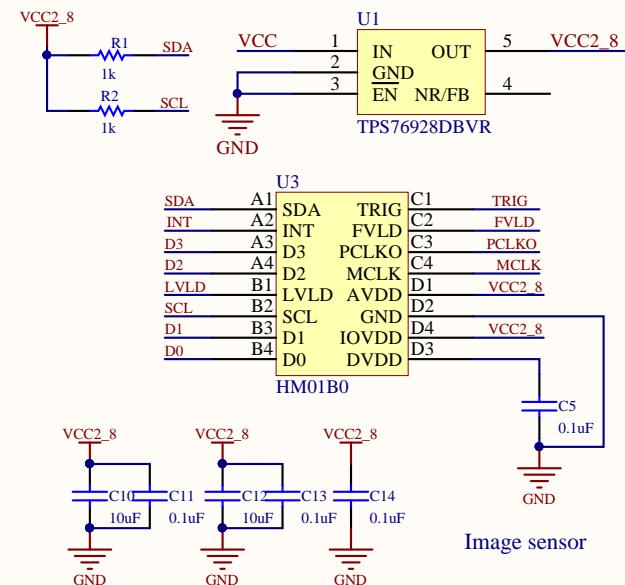 VCC2_8
R1
SDA
1k
R2
SCL
1k
U1
VCC 1 IN OUT 5 VCC2_8
2 GND
3 EN NR/FB 4
GND
TPS76928DBVR
U3
SDA A1 SDA TRIG C1 TRIG
INT A2 INT FVLD C2 FVLD
D3 A3 D3 PCLKO C3 PCLKO
D2 A4 D2 MCLK C4 MCLK
LVLD B1 LVLD AVDD D1 VCC2_8
SCL B2 SCL GND D2
D1 B3 D1 IOVDD D4 VCC2_8
D0 B4 D0 DVDD D3
HM01B0
C5
0.1uF
GND
VCC2_8 VCC2_8 VCC2_8
C10 C11 C12 C13 C14
10uF 0.1uF 10uF 0.1uF 0.1uF
GND GND GND
Image sensor